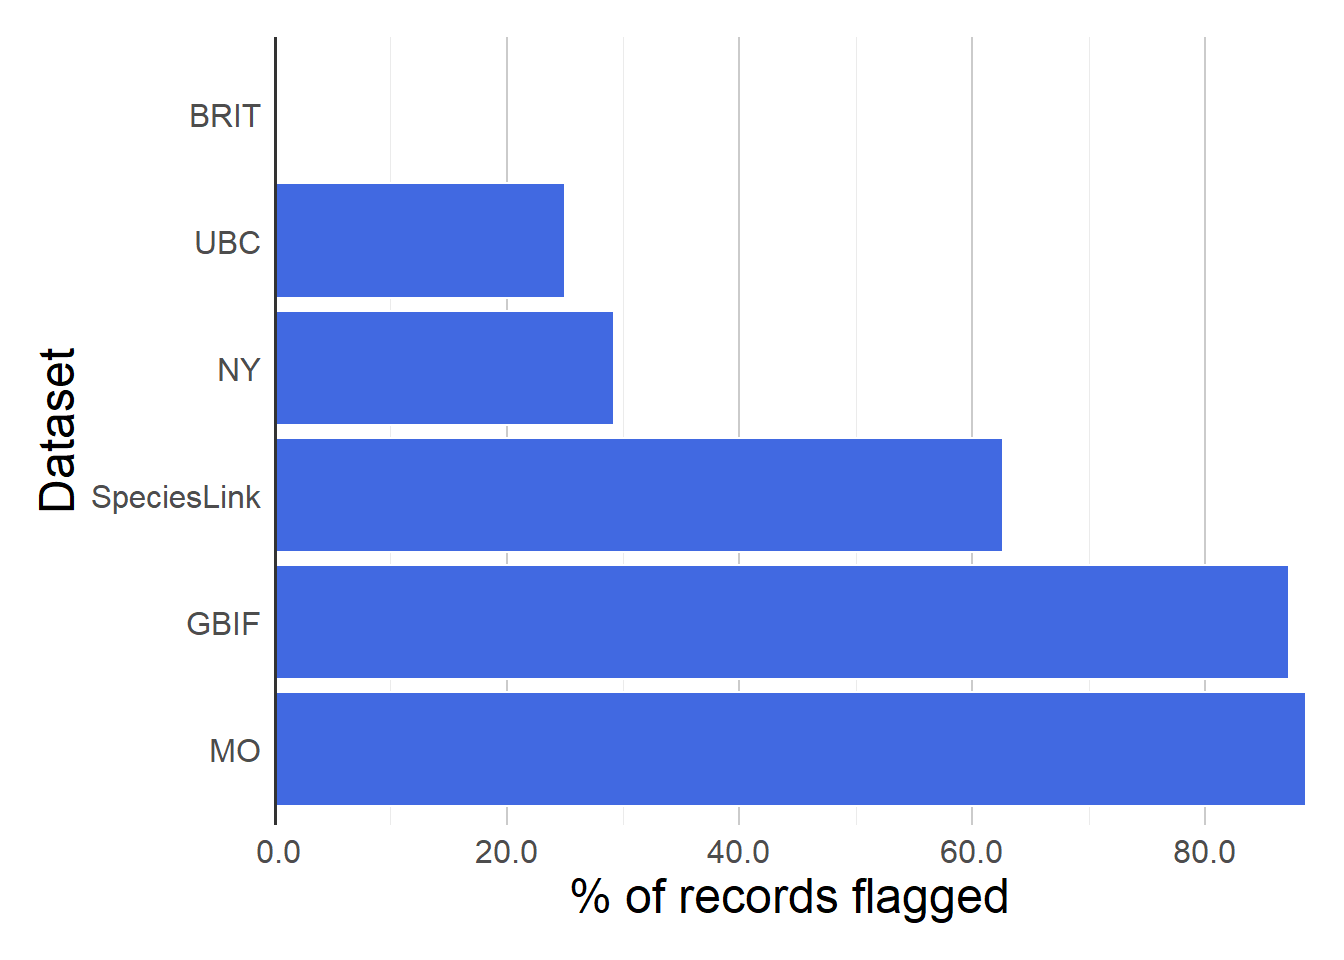 BRIT
UBC
NY
SpeciesLink
GBIF
MO
Dataset
0.0 20.0 40.0 60.0 80.0
% of records flagged